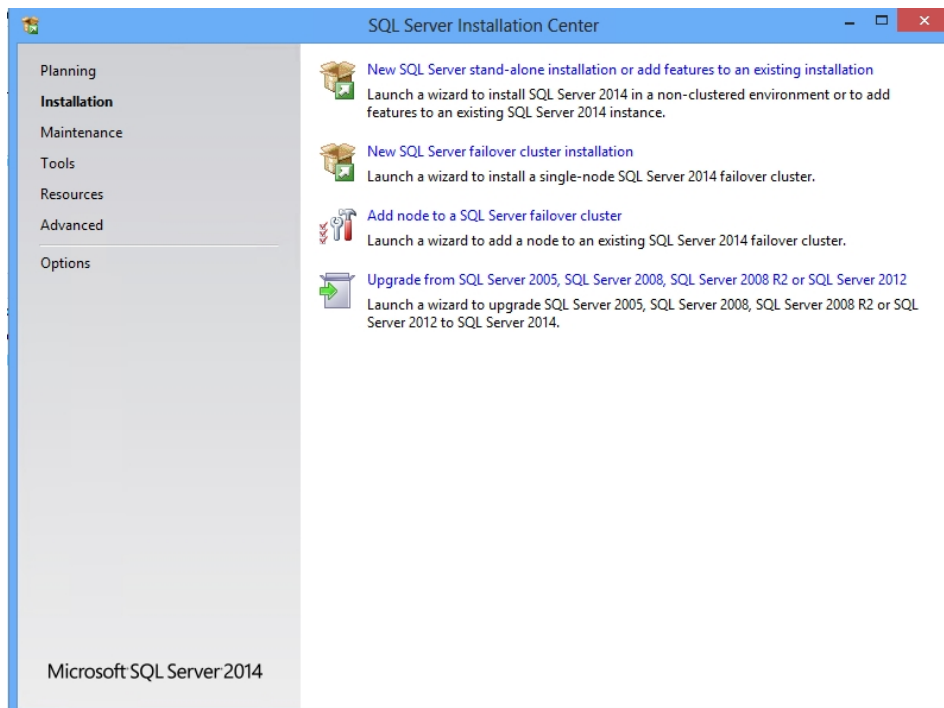 SQL Server Installation Center
Planning
Installation
Maintenance
Tools
Resources
Advanced
Options
New SQL Server stand-alone installation or add features to an existing installation
Launch a wizard to install SQL Server 2014 in a non-clustered environment or to add
features to an existing SQL Server 2014 instance.
New SQL Server failover cluster installation
Launch a wizard to install a single-node SQL Server 2014 failover cluster.
Add node to a SQL Server failover cluster
Launch a wizard to add a node to an existing SQL Server 2014 failover cluster.
Upgrade from SQL Server 2005, SQL Server 2008, SQL Server 2008 R2 or SQL Server 2012
Launch a wizard to upgrade SQL Server 2005, SQL Server 2008, SQL Server 2008 R2 or SQL
Server 2012 to SQL Server 2014.
Microsoft SQL Server 2014